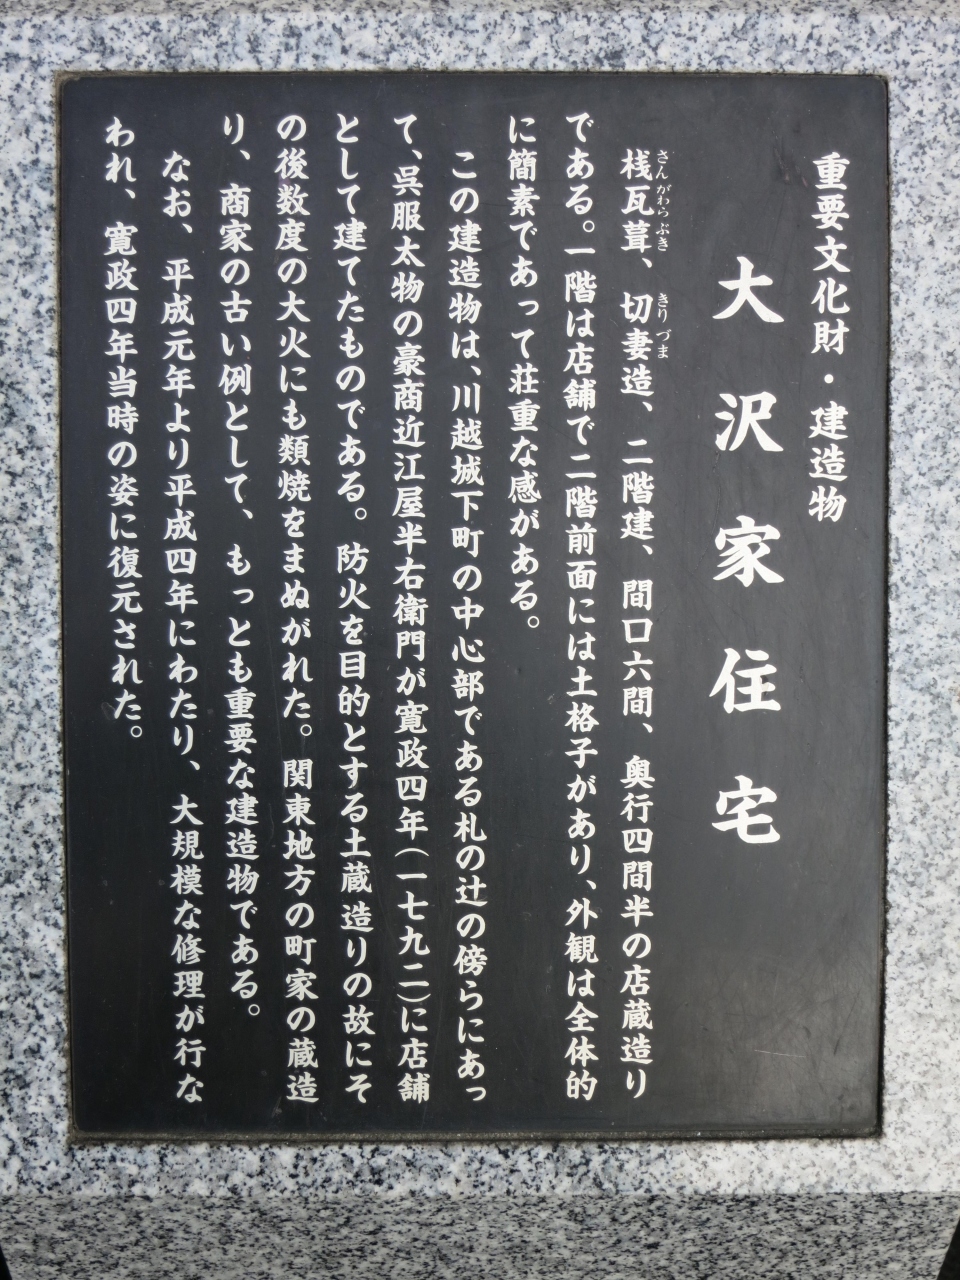 重要文化財・建造物
大沢家住宅
桟瓦葺、切妻造、二階建、間口六間、奥行四間半の店蔵造り
さんがわらぶき
きりづま
である。一階は店舗で二階前面には土格子があり、外観は全体的
に簡素であって荘重な感がある。
この建造物は、川越城下町の中心部である札の辻の傍らにあっ
て、呉服太物の豪商近江屋半右衛門が寛政四年(一七九二)に店舗
として建てたものである。防火を目的とする土蔵造りの故にそ
の後数度の大火にも類焼をまぬがれた。関東地方の町家の蔵造
り、商家の古い例として、もっとも重要な建造物である。
なお、平成元年より平成四年にわたり、大規模な修理が行な
われ、寛政四年当時の姿に復元された。